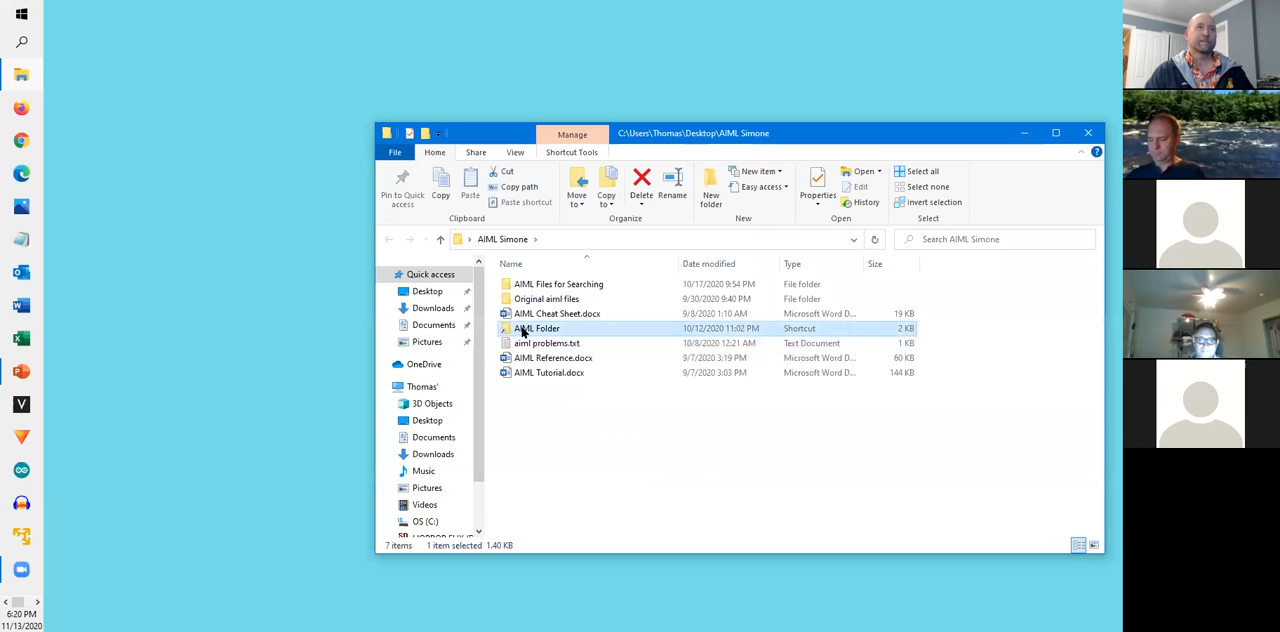 Manage
C:\Users\Thomas\Desktop\AIML Simone
File
Home
Share
View
Shortcut Tools
Pin to Quick access
Copy
Paste
Cut
Copy path
Paste shortcut
Clipboard
Move to
Copy to
Delete
Rename
Organize
New folder
New item
Easy access
New
Properties
Open
Edit
History
Open
Select all
Select none
Invert selection
Select
AIML Simone
Search AIML Simone
Quick access
Desktop
Downloads
Documents
Pictures
OneDrive
Thomas'
3D Objects
Desktop
Documents
Downloads
Music
Pictures
Videos
OS (C:)
Name Date modified Type Size
AIML Files for Searching 10/17/2020 9:54 PM File folder
Original aiml files 9/30/2020 9:40 PM File folder
AIML Cheat Sheet.docx 9/8/2020 1:10 AM Microsoft Word D... 19 KB
AIML Folder 10/12/2020 11:02 PM Shortcut 2 KB
aiml problems.txt 10/8/2020 12:21 AM Text Document 1 KB
AIML Reference.docx 9/7/2020 3:19 PM Microsoft Word D... 60 KB
AIML Tutorial.docx 9/7/2020 3:03 PM Microsoft Word D... 144 KB
7 items 1 item selected 1.40 KB
6:20 PM
11/13/2020